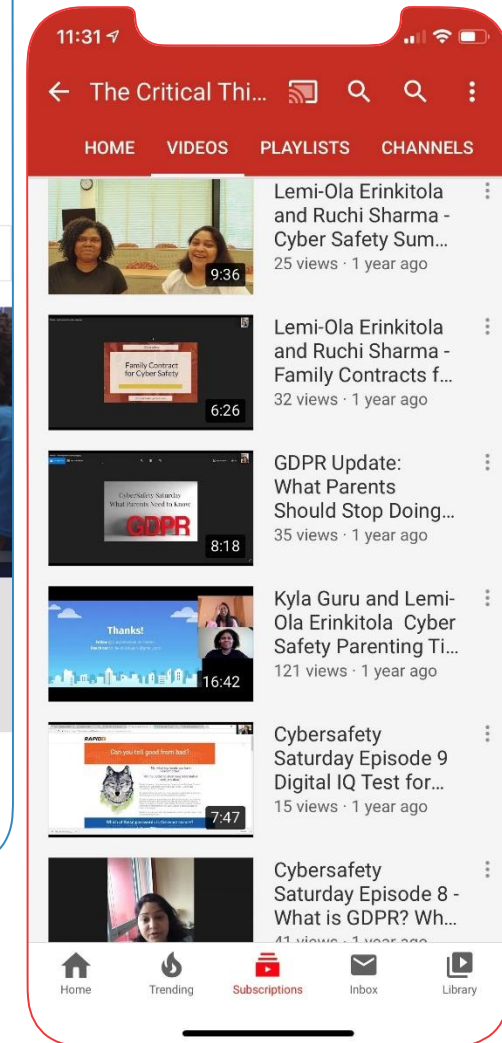 11:31
The Critical Thi...
HOME VIDEOS PLAYLISTS CHANNELS
9:36
Lemi-Ola Erinkitola
and Ruchi Sharma -
Cyber Safety Sum...
25 views · 1 year ago
Family Contract
for Cyber Safety
6:26
Lemi-Ola Erinkitola
and Ruchi Sharma -
Family Contracts f...
32 views · 1 year ago
CyberSafety Saturday
What Parents Need to Know
GDPR
8:18
GDPR Update:
What Parents
Should Stop Doing...
35 views · 1 year ago
Thanks!
16:42
Kyla Guru and Lemi-
Ola Erinkitola Cyber
Safety Parenting Ti...
121 views · 1 year ago
Can you tell good from bad?
7:47
Cybersafety
Saturday Episode 9
Digital IQ Test for...
15 views · 1 year ago
Cybersafety
Saturday Episode 8 -
What is GDPR? Wh...
41 views · 1 year ago
Home Trending Subscriptions Inbox Library